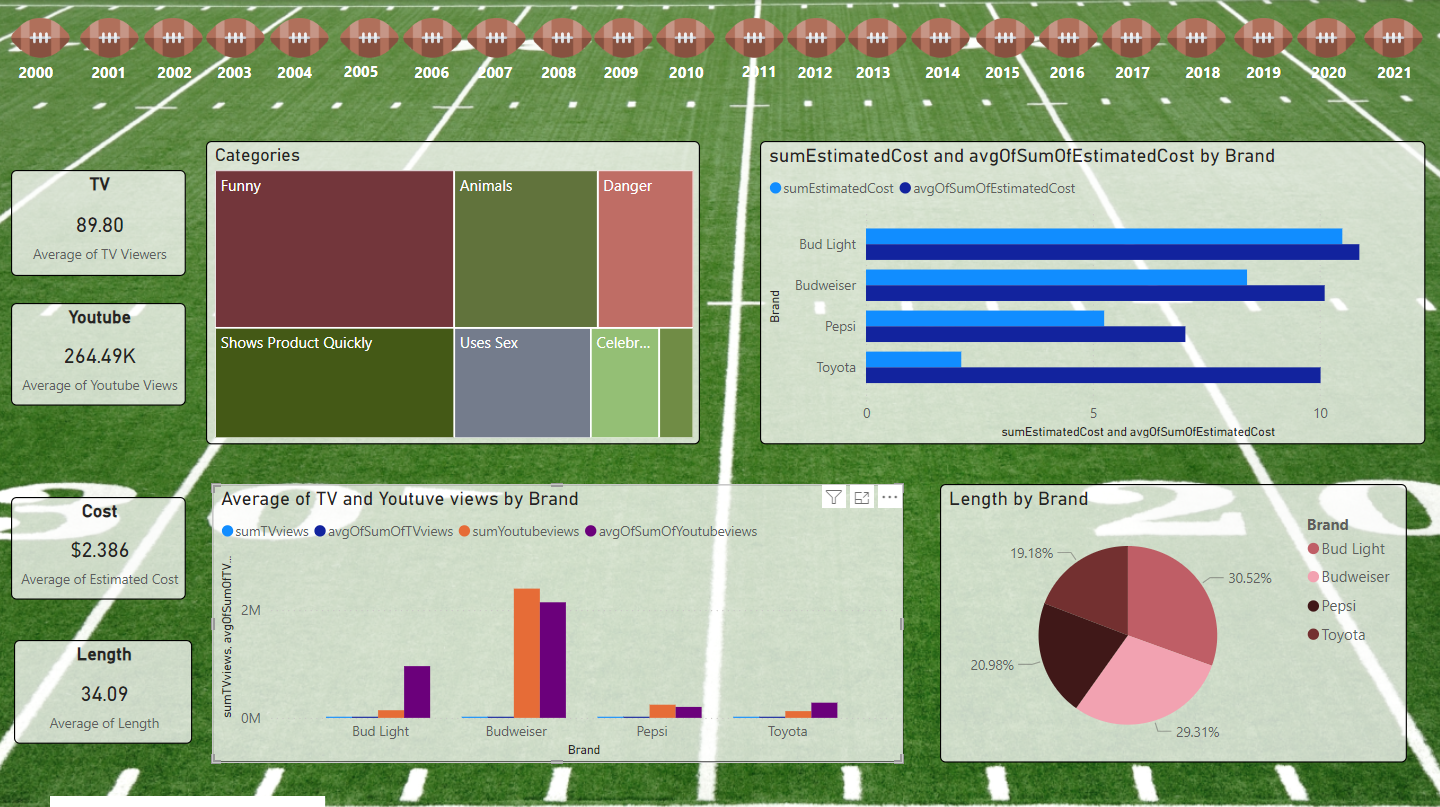 2000 2001 2002 2003 2004 2005 2006 2007 2008 2009 2010 2011 2012 2013 2014 2015 2016 2017 2018 2019 2020 2021
TV
89.80
Average of TV Viewers
Youtube
264.49K
Average of Youtube Views
Categories
Funny
Animals
Danger
Shows Product Quickly
Uses Sex
Celebr...
sumEstimatedCost and avgOfSumOfEstimatedCost by Brand
sumEstimatedCost avgOfSumOfEstimatedCost
Brand
Bud Light
Budweiser
Pepsi
Toyota
0 5 10
sumEstimatedCost and avgOfSumOfEstimatedCost
Cost
$2.386
Average of Estimated Cost
Length
34.09
Average of Length
Average of TV and Youtuve views by Brand
sumTVviews avgOfSumOfTVviews sumYoutubeviews avgOfSumOfYoutubeviews
sumTVviews, avgOfSumOfTV...
2M
0M
Bud Light Budweiser Pepsi Toyota
Brand
Length by Brand
Brand
Bud Light
Budweiser
Pepsi
Toyota
19.18%
30.52%
20.98%
29.31%
2 0